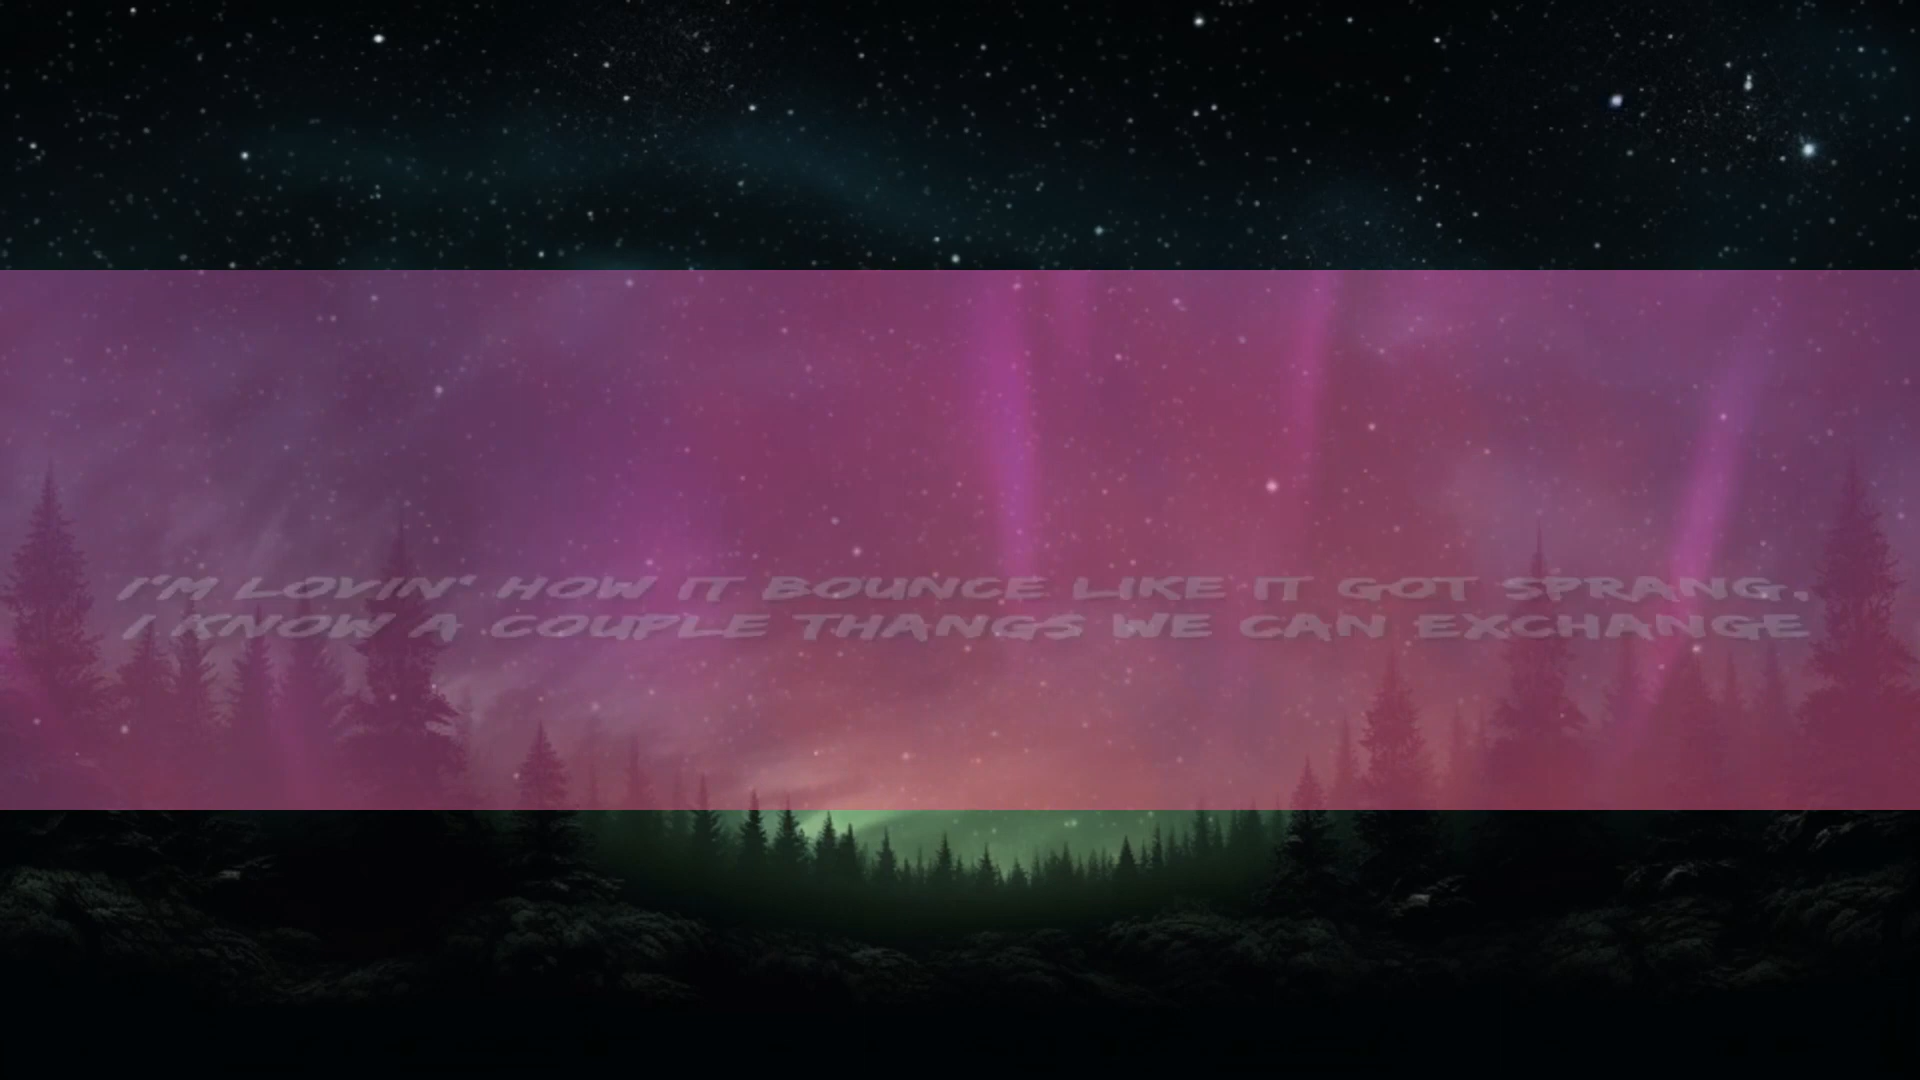 I'M LOVIN' HOW IT BOUNCE LIKE IT GOT SPRANG,
I KNOW A COUPLE THANGS WE CAN EXCHANGE